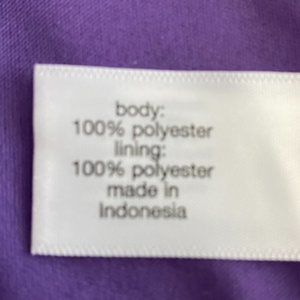 body:
100% polyester
lining:
100% polyester
made in
Indonesia